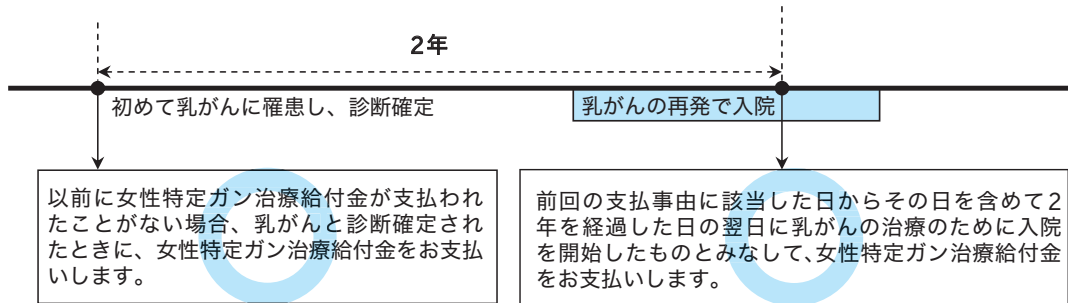 2年
初めて乳がんに罹患し、診断確定
乳がんの再発で入院
以前に女性特定ガン治療給付金が支払われ
たことがない場合、乳がんと診断確定され
たときに、女性特定ガン治療給付金をお支払
いします。
前回の支払事由に該当した日からその日を含めて2
年を経過した日の翌日に乳がんの治療のために入院
を開始したものとみなして、女性特定ガン治療給付金
をお支払いします。